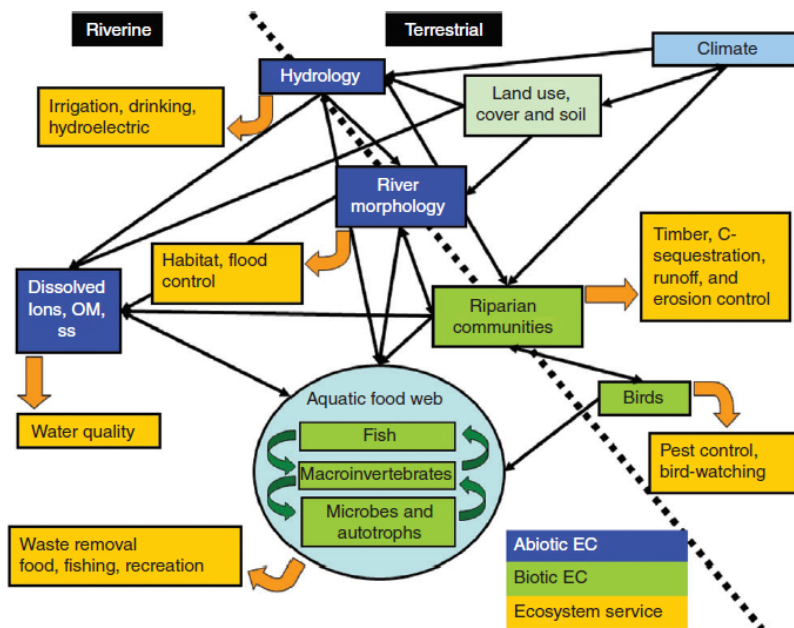 Riverine
Terrestrial
Climate
Hydrology
Land use,
cover and soil
Irrigation, drinking,
hydroelectric
River
morphology
Timber, C-
sequestration,
runoff, and
erosion control
Habitat, flood
control
Dissolved
Ions, OM,
ss
Riparian
communities
Aquatic food web
Birds
Water quality
Fish
Pest control,
bird-watching
Macroinvertebrates
Microbes and
autotrophs
Waste removal
food, fishing, recreation
Abiotic EC
Biotic EC
Ecosystem service